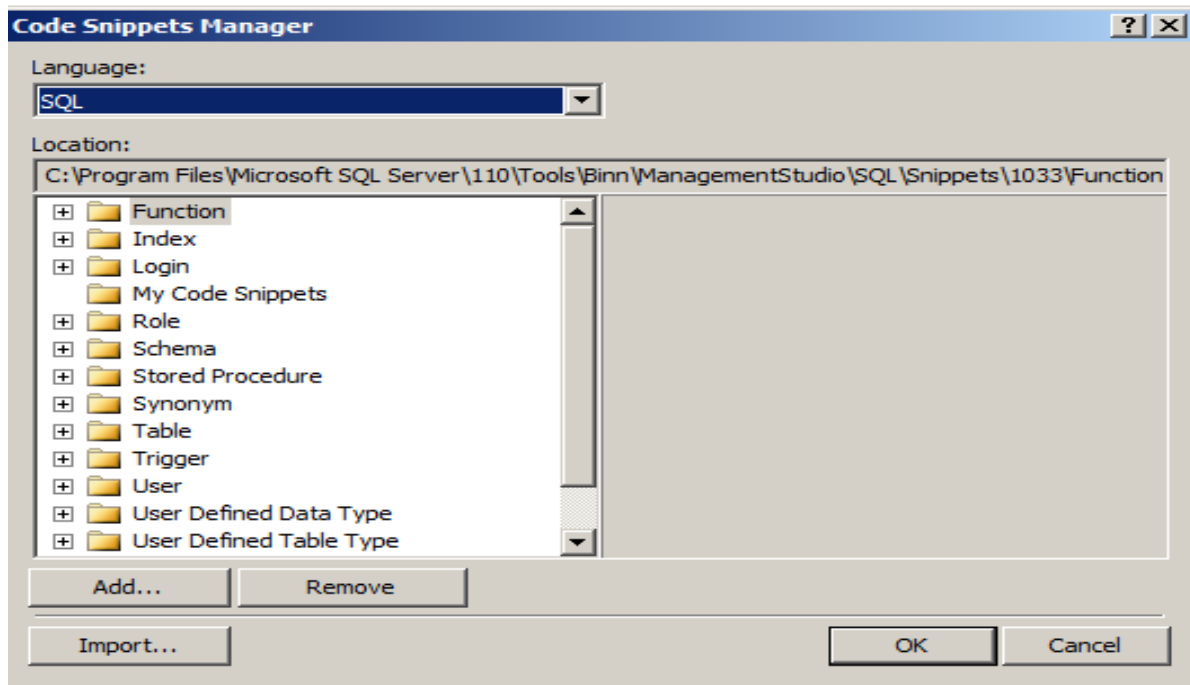 Code Snippets Manager
Language:
SQL
Location:
C:\Program Files\Microsoft SQL Server\110\Tools\Binn\ManagementStudio\SQL\Snippets\1033\Function
Function
Index
Login
My Code Snippets
Role
Schema
Stored Procedure
Synonym
Table
Trigger
User
User Defined Data Type
User Defined Table Type
Add... Remove
Import... OK Cancel